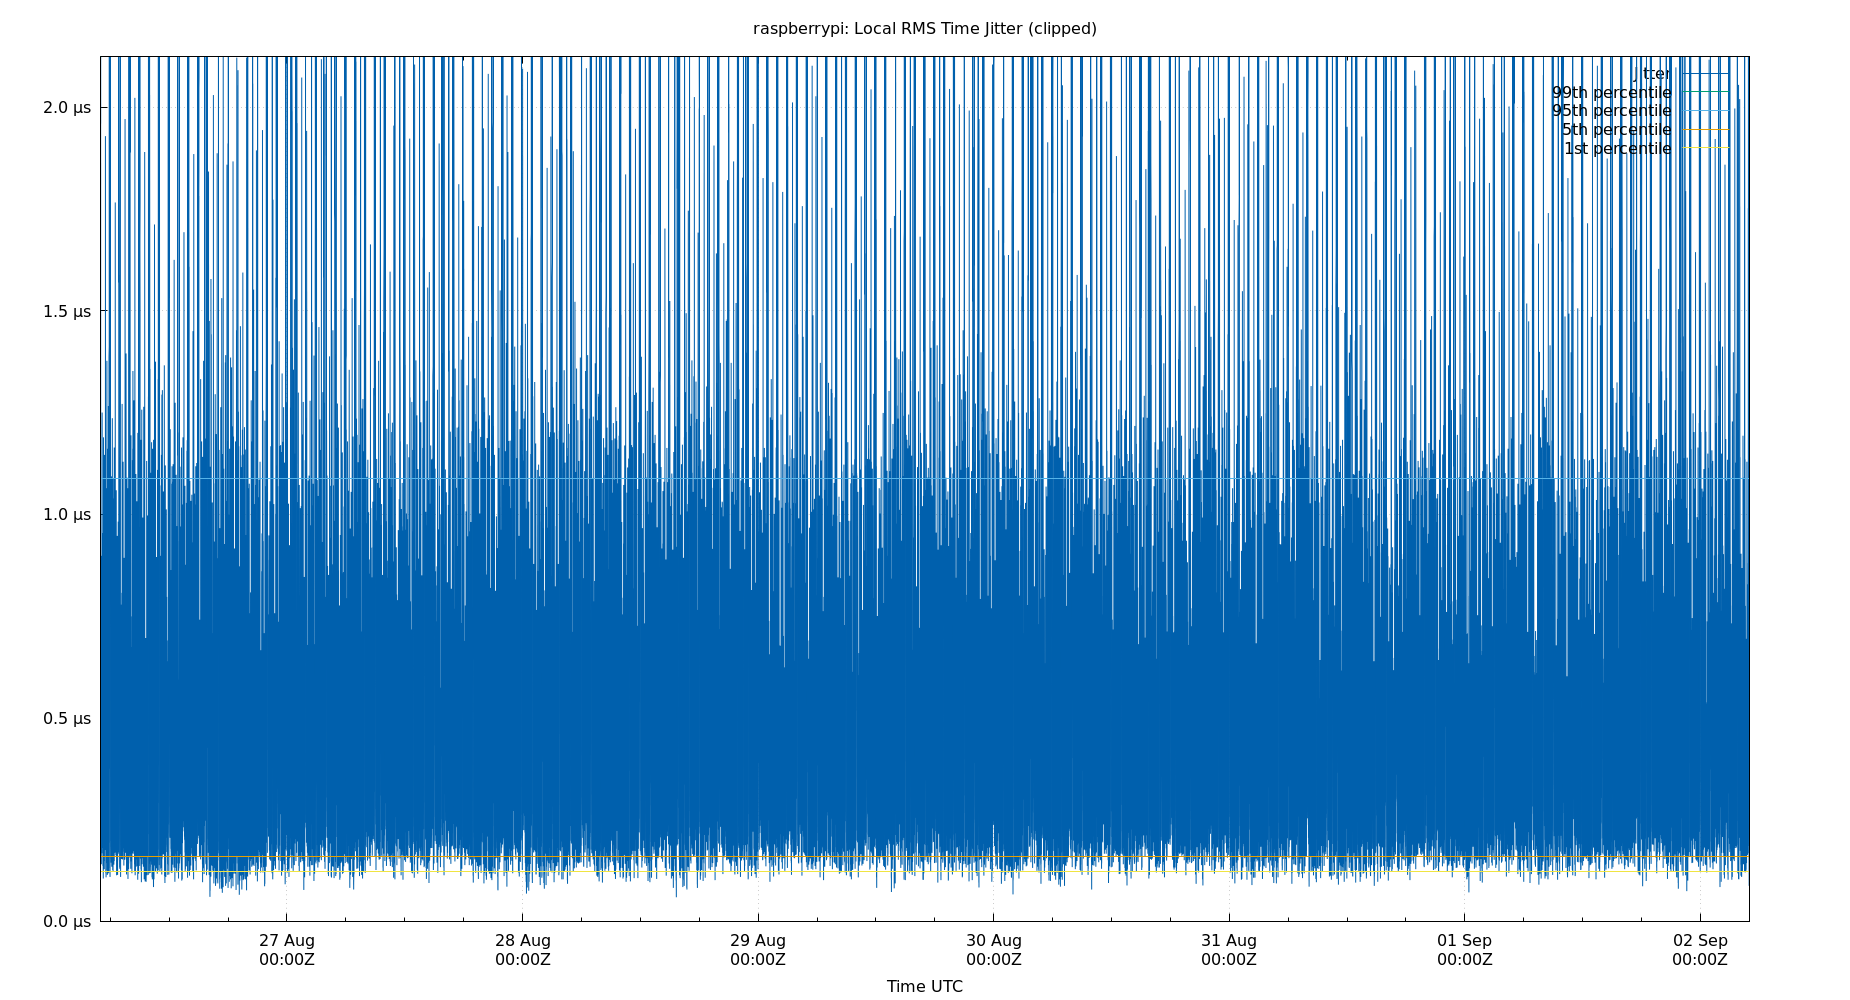 raspberrypi: Local RMS Time Jitter (clipped)
jitter
99th percentile
95th percentile
5th percentile
1st percentile
2.0 µs
1.5 µs
1.0 µs
0.5 µs
0.0 µs
27 Aug
00:00Z
28 Aug
00:00Z
29 Aug
00:00Z
30 Aug
00:00Z
31 Aug
00:00Z
01 Sep
00:00Z
02 Sep
00:00Z
Time UTC